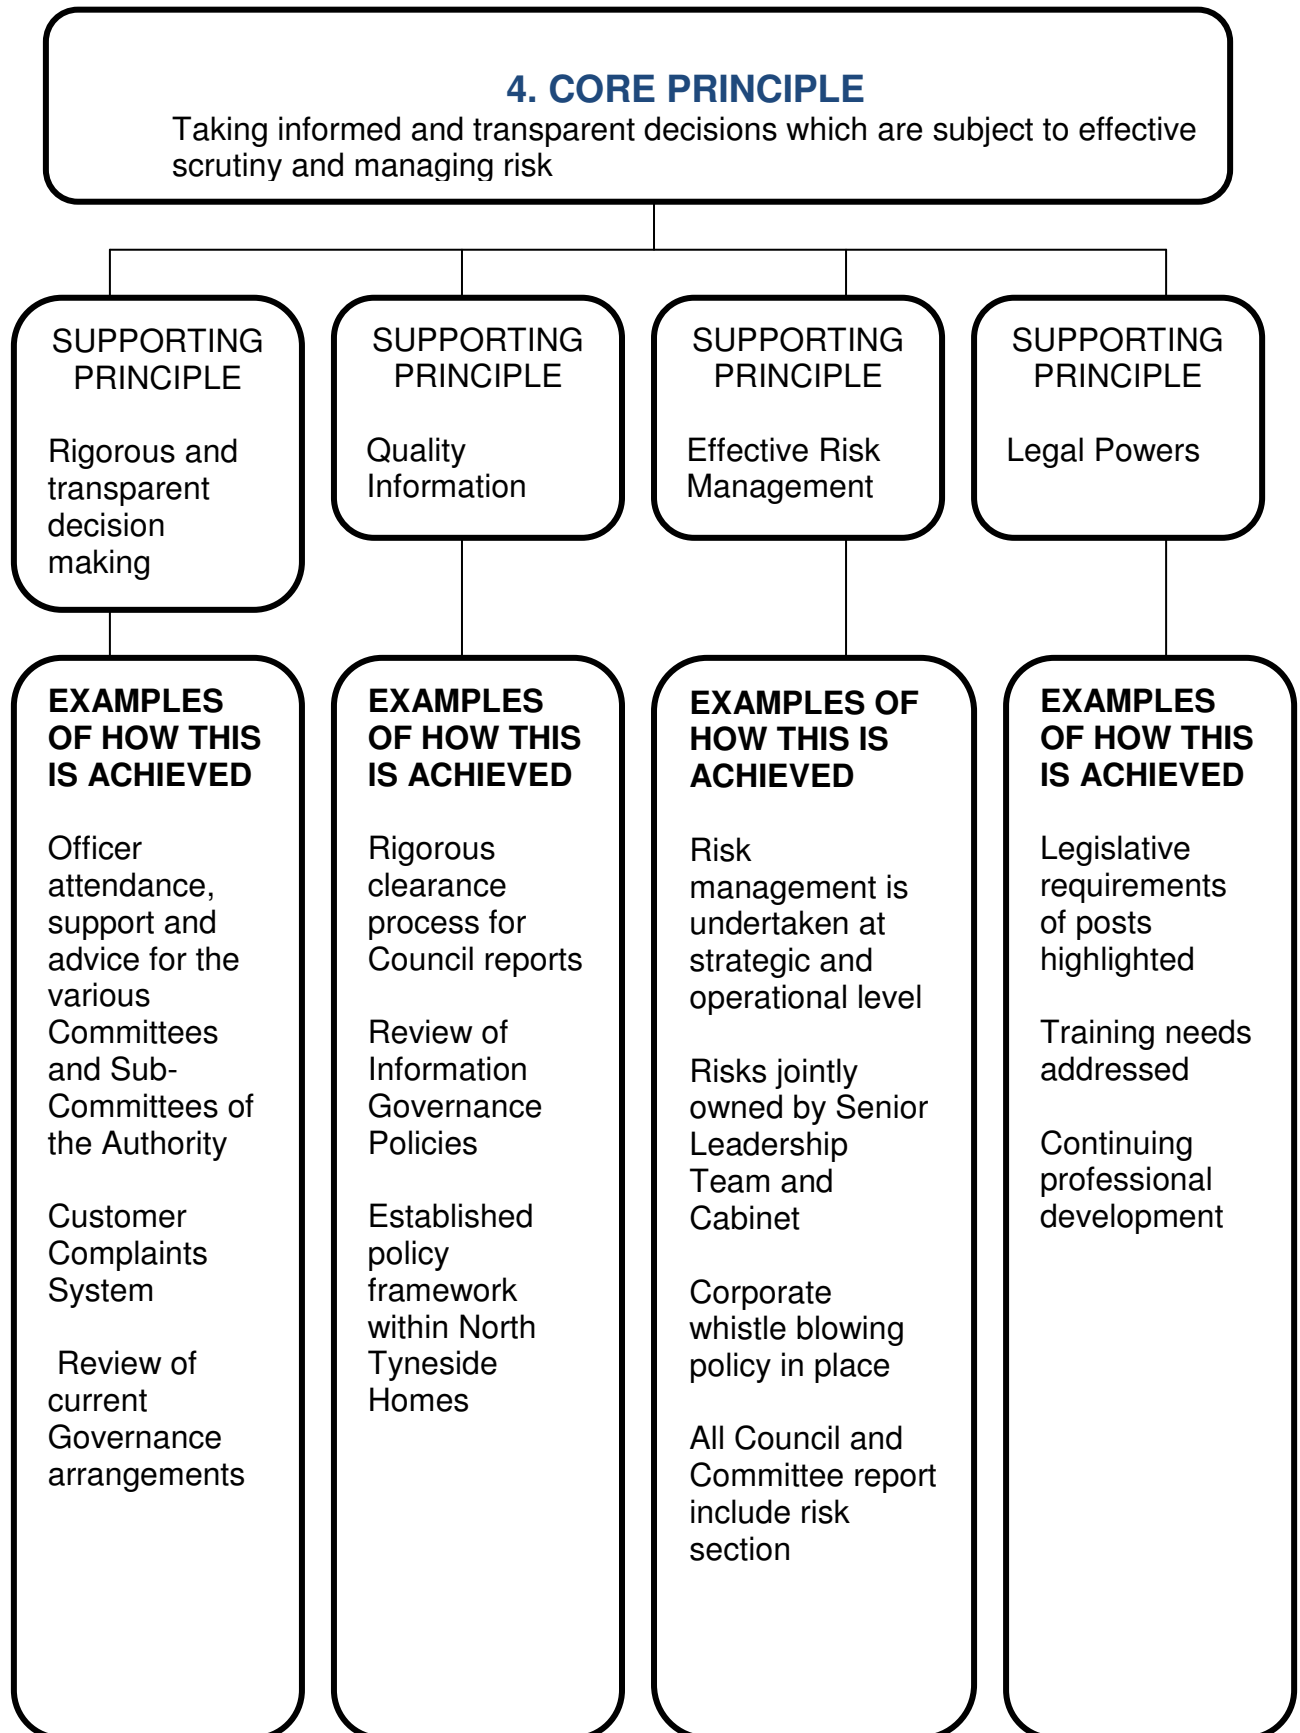 4. CORE PRINCIPLE
Taking informed and transparent decisions which are subject to effective
scrutiny and managing risk
SUPPORTING
PRINCIPLE
Rigorous and
transparent
decision
making
SUPPORTING
PRINCIPLE
Quality
Information
SUPPORTING
PRINCIPLE
Effective Risk
Management
SUPPORTING
PRINCIPLE
Legal Powers
EXAMPLES
OF HOW THIS
IS ACHIEVED
Officer
attendance,
support and
advice for the
various
Committees
and Sub-
Committees of
the Authority
Customer
Complaints
System
Review of
current
Governance
arrangements
EXAMPLES
OF HOW THIS
IS ACHIEVED
Rigorous
clearance
process for
Council reports
Review of
Information
Governance
Policies
Established
policy
framework
within North
Tyneside
Homes
EXAMPLES OF
HOW THIS IS
ACHIEVED
Risk
management is
undertaken at
strategic and
operational level
Risks jointly
owned by Senior
Leadership
Team and
Cabinet
Corporate
whistle blowing
policy in place
All Council and
Committee report
include risk
section
EXAMPLES
OF HOW THIS
IS ACHIEVED
Legislative
requirements
of posts
highlighted
Training needs
addressed
Continuing
professional
development